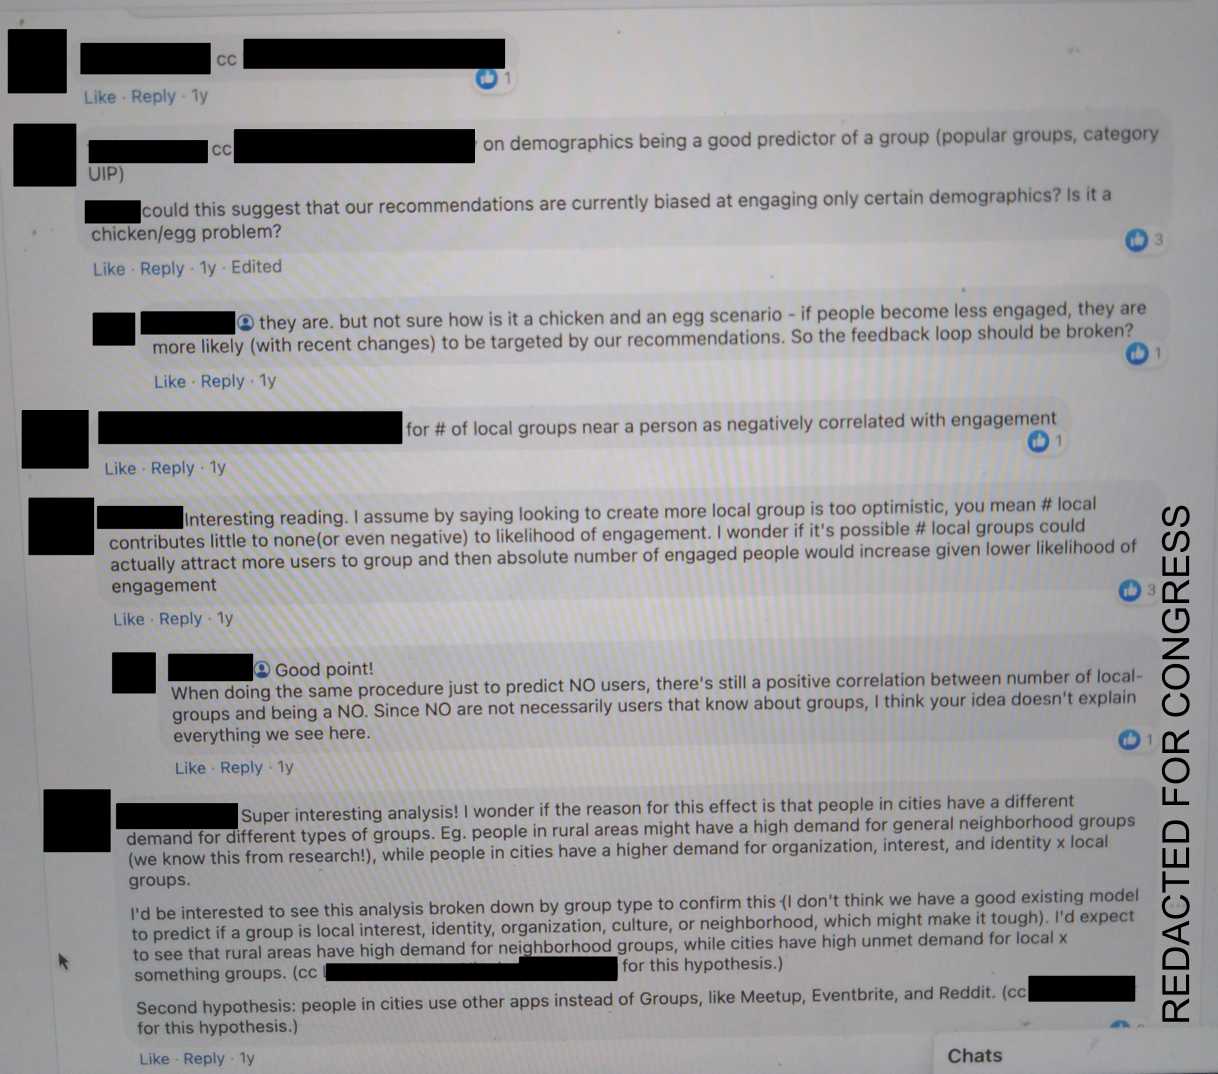 cc
1
Like · Reply · 1y
cc on demographics being a good predictor of a group (popular groups, category
UIP)
could this suggest that our recommendations are currently biased at engaging only certain demographics? Is it a
chicken/egg problem?
3
Like · Reply · 1y · Edited
they are. but not sure how is it a chicken and an egg scenario - if people become less engaged, they are
more likely (with recent changes) to be targeted by our recommendations. So the feedback loop should be broken?
1
Like · Reply · 1y
for # of local groups near a person as negatively correlated with engagement
1
Like · Reply · 1y
Interesting reading. I assume by saying looking to create more local group is too optimistic, you mean # local
contributes little to none(or even negative) to likelihood of engagement. I wonder if it's possible # local groups could
actually attract more users to group and then absolute number of engaged people would increase given lower likelihood of
engagement
3
Like · Reply · 1y
Good point!
When doing the same procedure just to predict NO users, there's still a positive correlation between number of local-
groups and being a NO. Since NO are not necessarily users that know about groups, I think your idea doesn't explain
everything we see here.
1
Like · Reply · 1y
Super interesting analysis! I wonder if the reason for this effect is that people in cities have a different
demand for different types of groups. Eg. people in rural areas might have a high demand for general neighborhood groups
(we know this from research!), while people in cities have a higher demand for organization, interest, and identity x local
groups.
I'd be interested to see this analysis broken down by group type to confirm this (I don't think we have a good existing model
to predict if a group is local interest, identity, organization, culture, or neighborhood, which might make it tough). I'd expect
to see that rural areas have high demand for neighborhood groups, while cities have high unmet demand for local x
something groups. (cc for this hypothesis.)
Second hypothesis: people in cities use other apps instead of Groups, like Meetup, Eventbrite, and Reddit. (cc
for this hypothesis.)
Like · Reply · 1y
Chats
REDACTED FOR CONGRESS